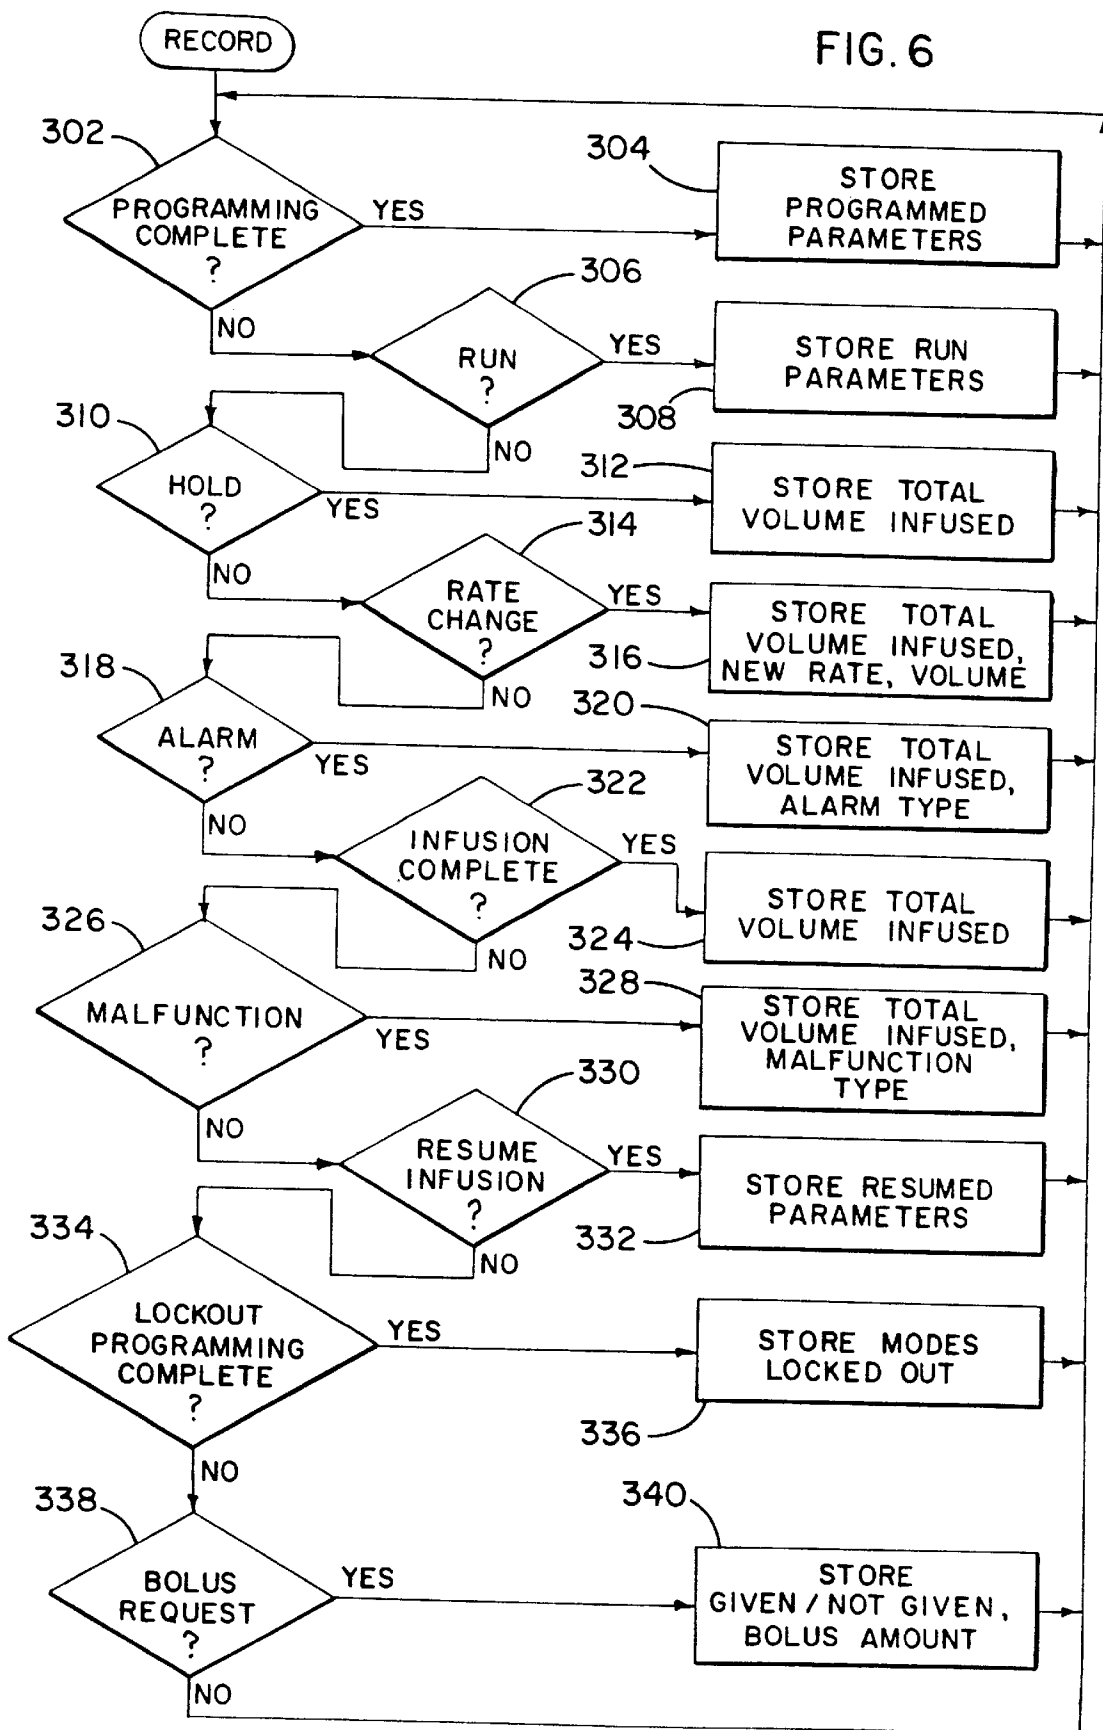 RECORD
FIG. 6
302
PROGRAMMING
COMPLETE
?
YES
NO
304
STORE
PROGRAMMED
PARAMETERS
306
RUN
?
YES
NO
STORE RUN
PARAMETERS
308
310
HOLD
?
YES
NO
312
STORE TOTAL
VOLUME INFUSED
314
RATE
CHANGE
?
YES
NO
316
STORE TOTAL
VOLUME INFUSED,
NEW RATE, VOLUME
318
ALARM
?
YES
NO
320
STORE TOTAL
VOLUME INFUSED,
ALARM TYPE
322
INFUSION
COMPLETE
?
YES
NO
324
STORE TOTAL
VOLUME INFUSED
326
MALFUNCTION
?
YES
NO
328
STORE TOTAL
VOLUME INFUSED,
MALFUNCTION
TYPE
330
RESUME
INFUSION
?
YES
NO
332
STORE RESUMED
PARAMETERS
334
LOCKOUT
PROGRAMMING
COMPLETE
?
YES
NO
STORE MODES
LOCKED OUT
336
338
BOLUS
REQUEST
?
YES
NO
340
STORE
GIVEN / NOT GIVEN,
BOLUS AMOUNT